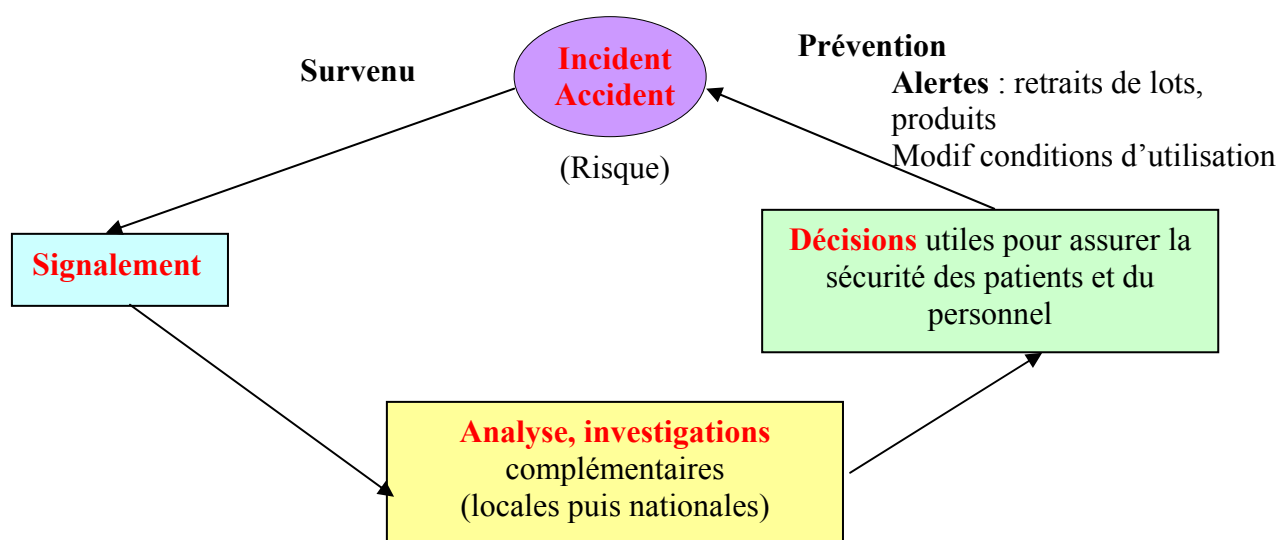 Survenu
Incident
Accident
(Risque)
Prévention
Alertes : retraits de lots,
produits
Modif conditions d’utilisation
Signalement
Décisions utiles pour assurer la
sécurité des patients et du
personnel
Analyse, investigations
complémentaires
(locales puis nationales)